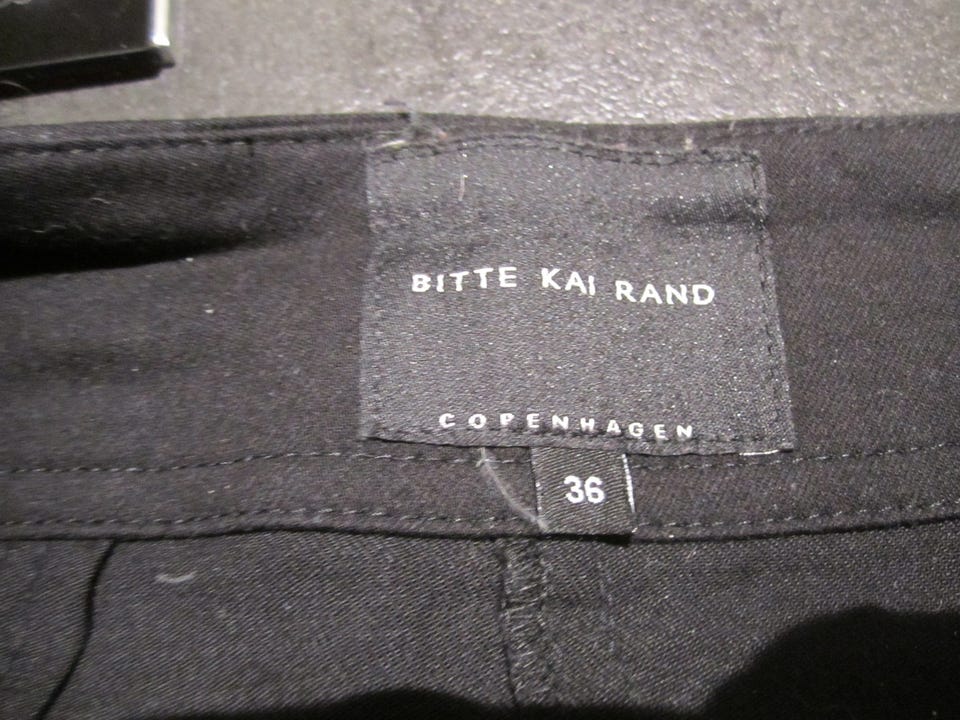 BITTE KAI RAND
COPENHAGEN
36